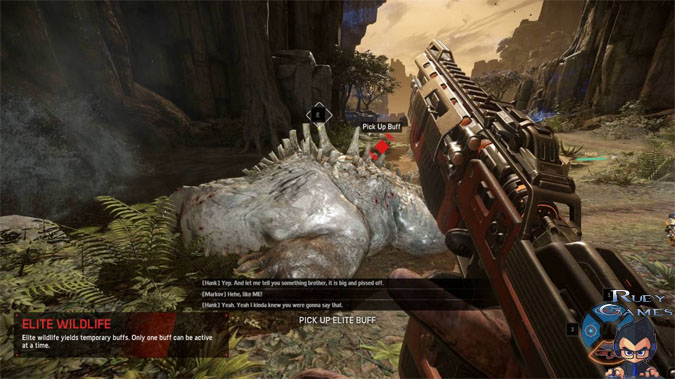 E
Pick Up Buff
[Hank] Yep. And let me tell you something brother, it is big and pissed off.
[Markov] Hehe, like ME!
[Hank] Yeah. Yeah I kinda knew you were gonna say that.
ELITE WILDLIFE
Elite wildlife yields temporary buffs. Only one buff can be active
at a time.
PICK UP ELITE BUFF
RUEY
GAMES